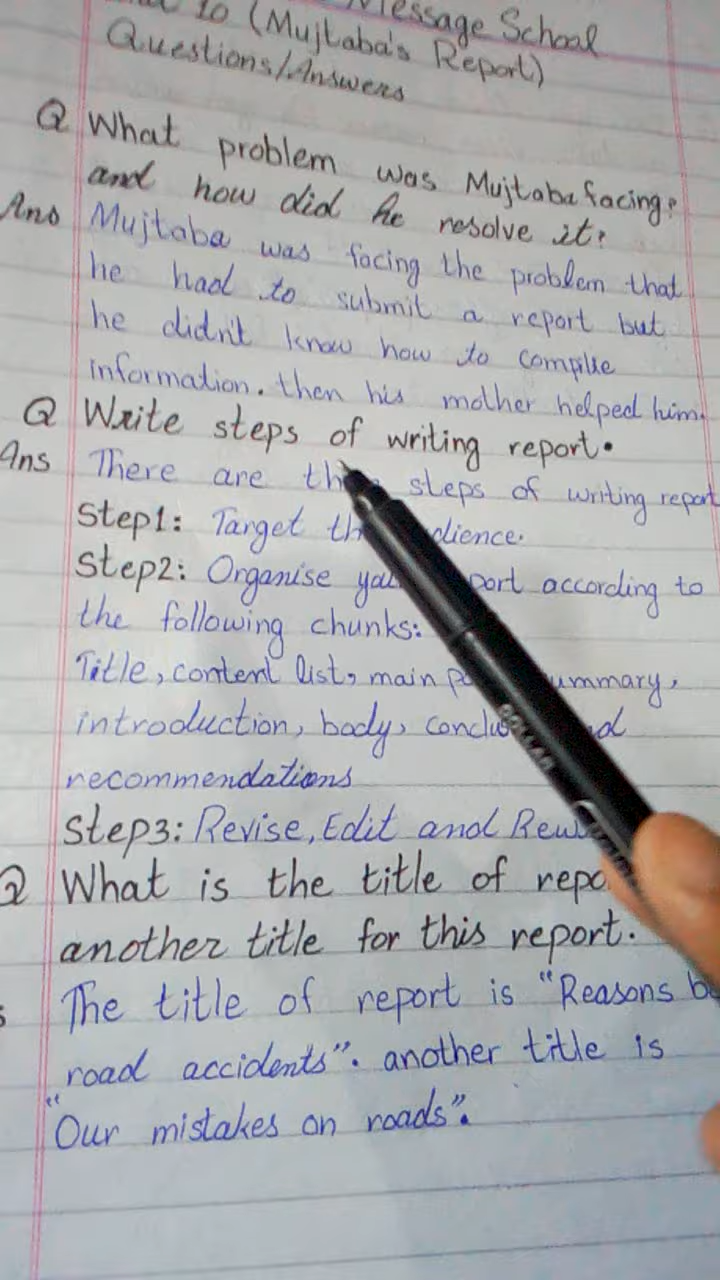 10 (Mujtaba's Message School
Report)
Questions/Answers
Q What problem was Mujtaba facing?
and how did he resolve it?
Ans Mujtaba was facing the problem that
he had to submit a report but
he didn't know how to compile
information. then his mother helped him.
Q Write steps of writing report.
Ans There are steps of writing report
Step1: Target
Step2: Organise according to
the following chunks:
Title, content list, main
introduction, body,
recommendations
Step3: Revise, Edit and
Q What is the title of
another title for this report.
The title of report is "Reasons
road accidents". another title is
"Our mistakes on roads".
DOLLAR